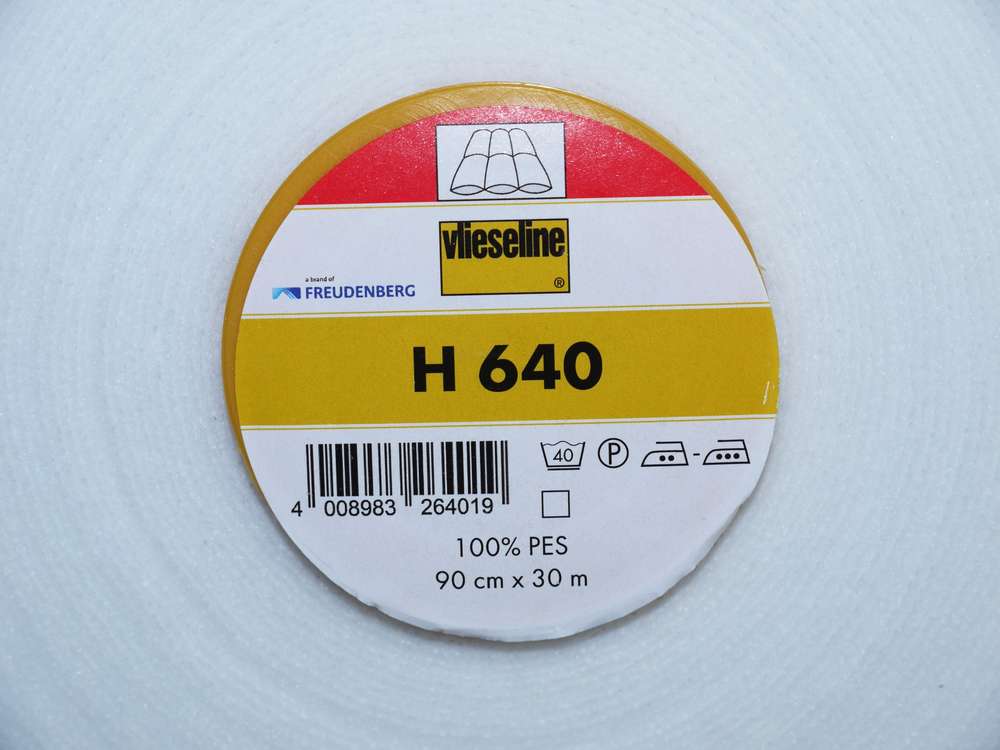 vlieseline
®
a brand of
FREUDENBERG
H 640
40 P
4 008983 264019
100% PES
90 cm x 30 m